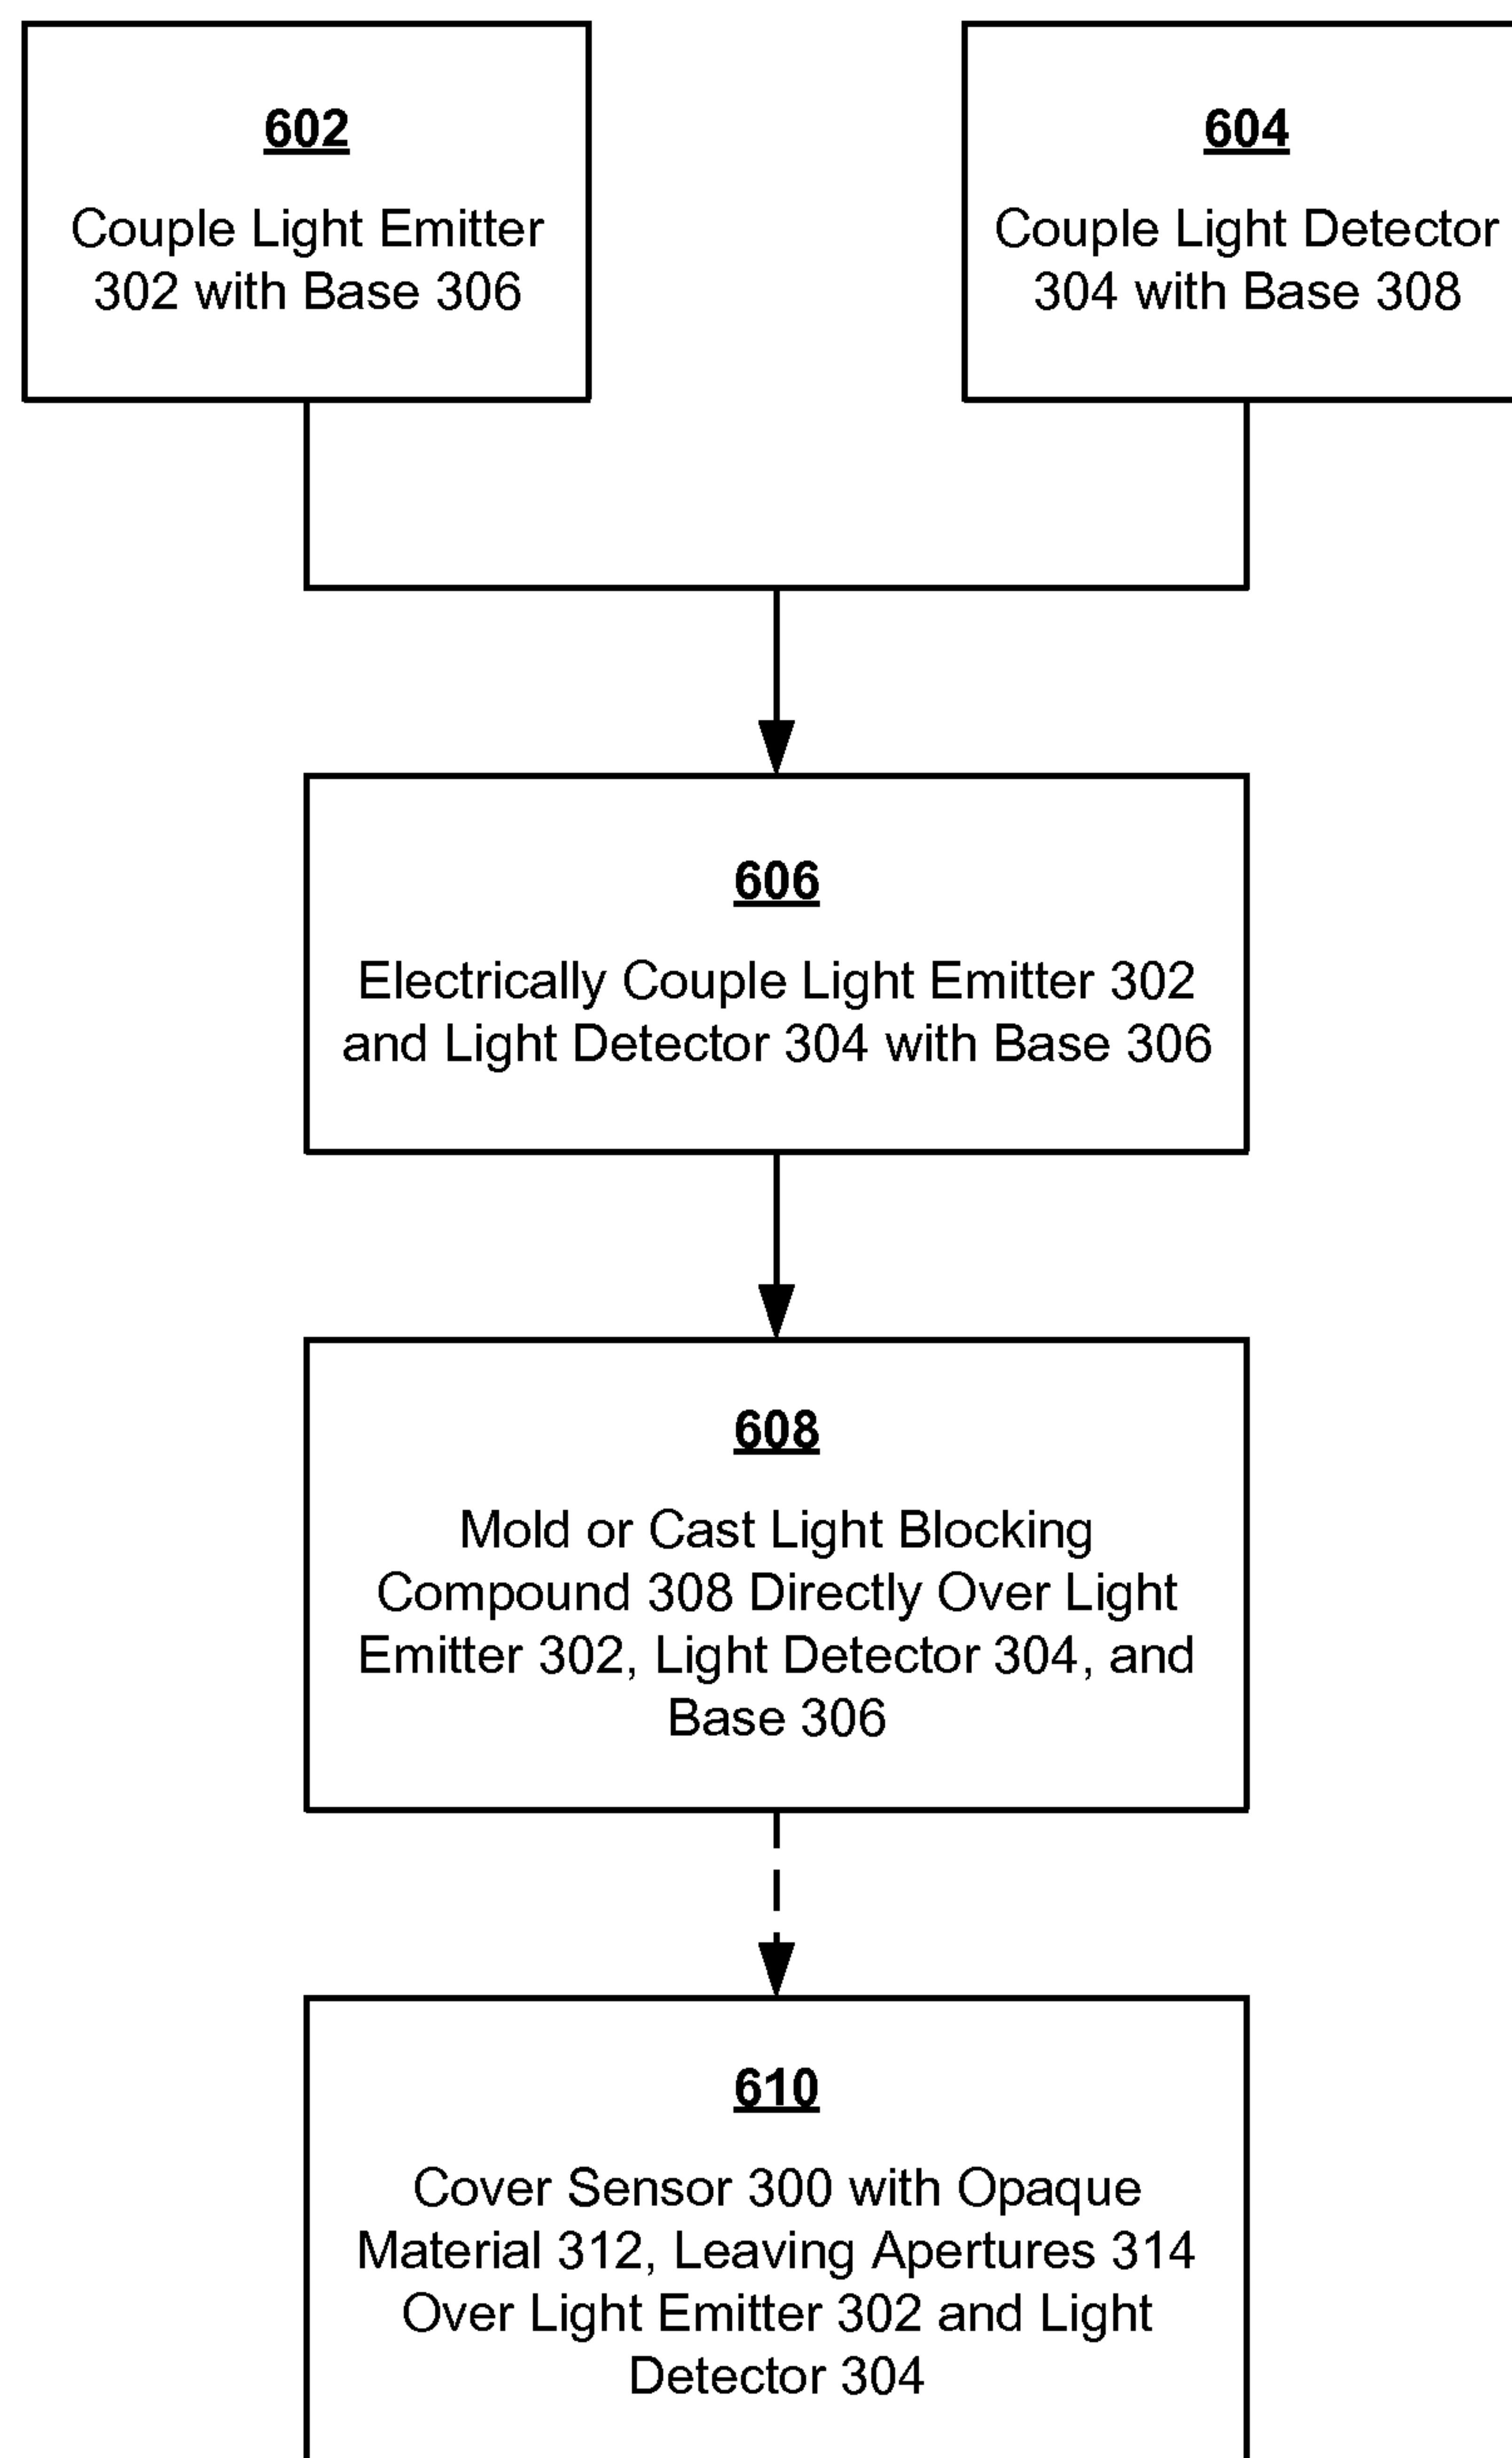 602
Couple Light Emitter
302 with Base 306
604
Couple Light Detector
304 with Base 308
606
Electrically Couple Light Emitter 302
and Light Detector 304 with Base 306
608
Mold or Cast Light Blocking
Compound 308 Directly Over Light
Emitter 302, Light Detector 304, and
Base 306
610
Cover Sensor 300 with Opaque
Material 312, Leaving Apertures 314
Over Light Emitter 302 and Light
Detector 304